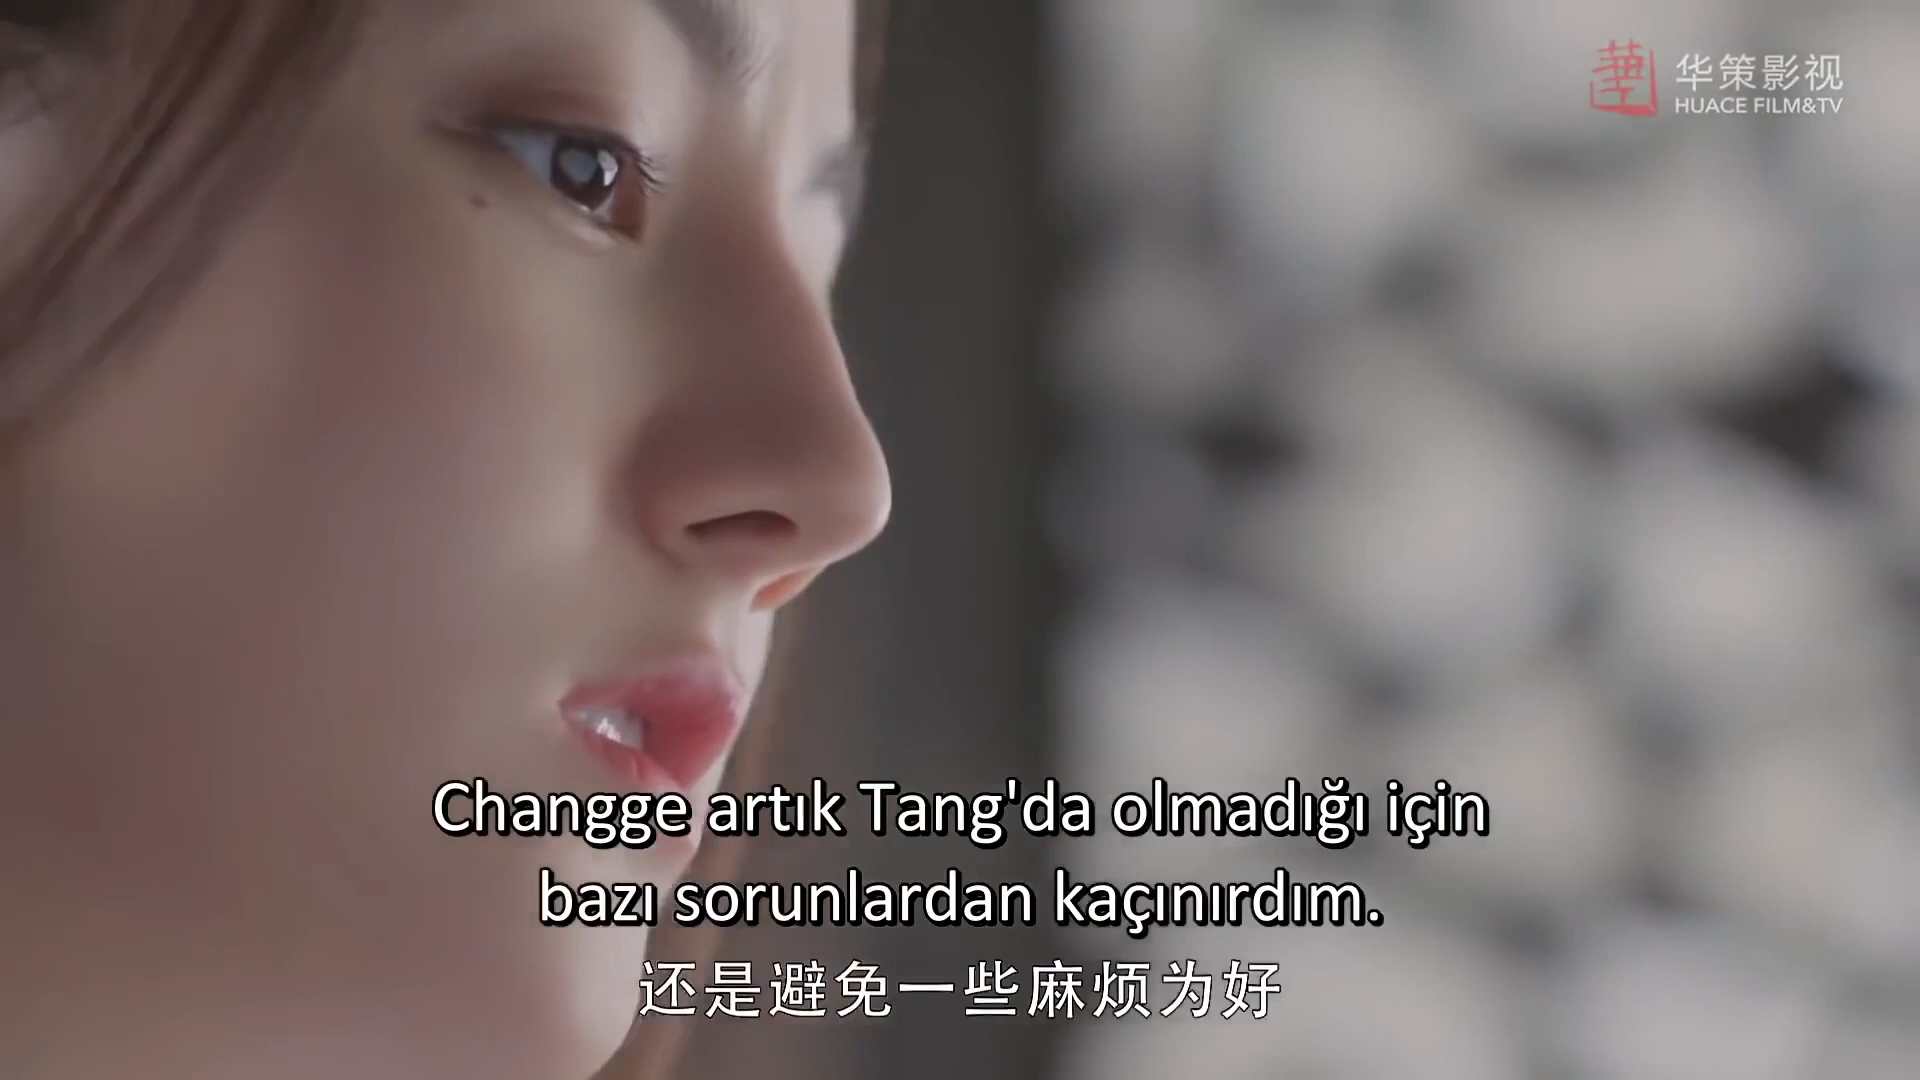 华策影视
HUACE FILM&TV
Changge artık Tang'da olmadığı için
bazı sorunlardan kaçınırdım.
还是避免一些麻烦为好